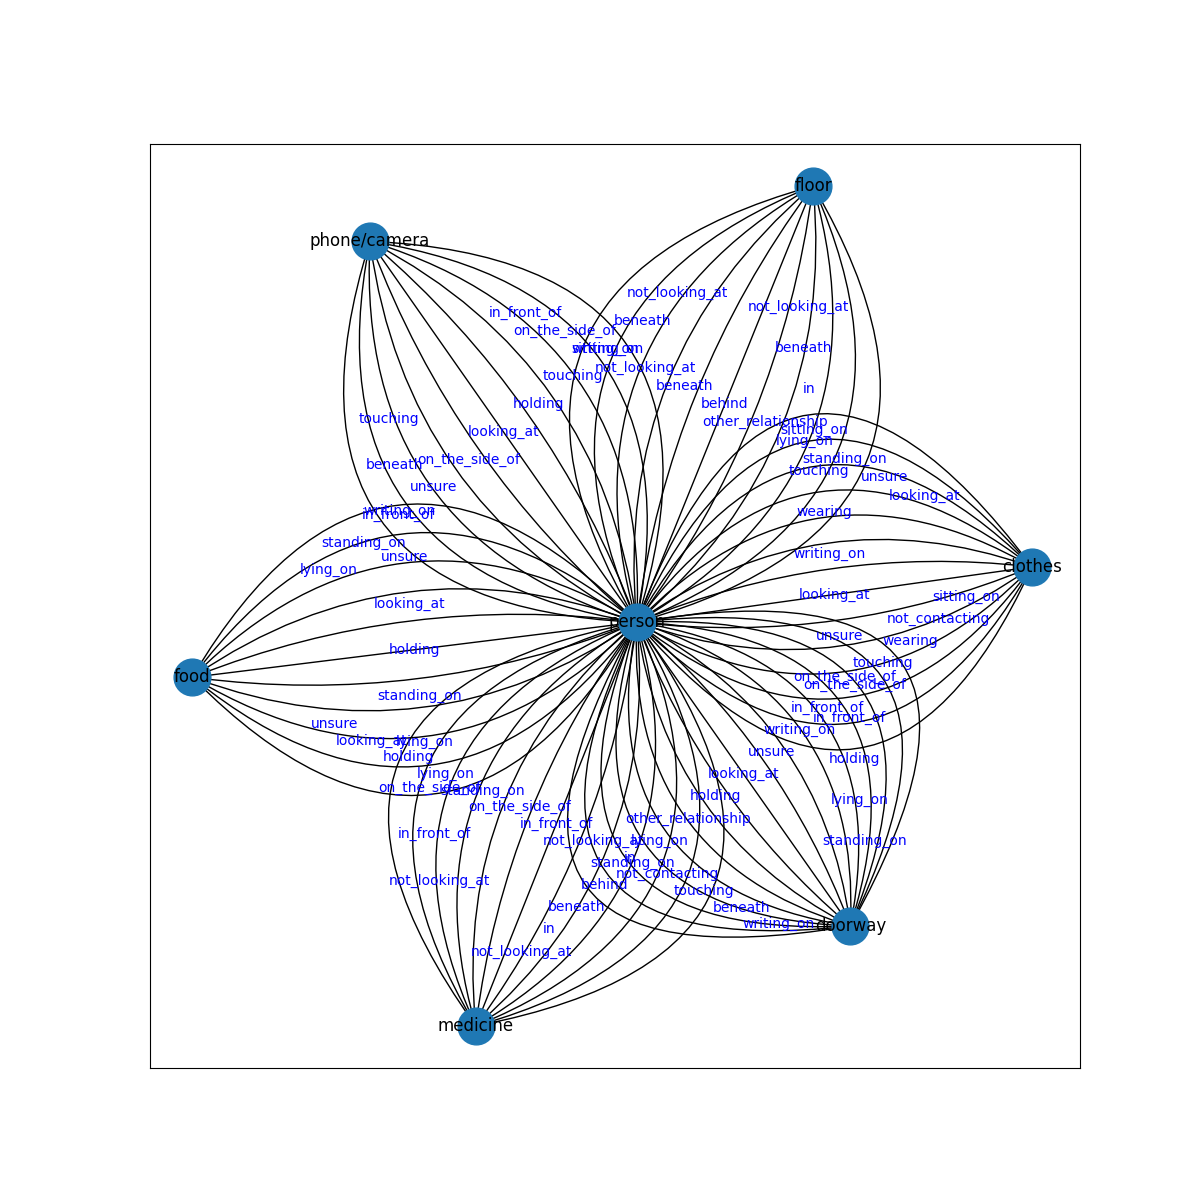 floor
phone/camera
not_looking_at
not_looking_at
in_front_of
beneath
on_the_side_of
beneath
sitting_on
not_looking_at
touching
beneath
in
holding
behind
touching
other_relationship
sitting_on
looking_at
lying_on
on_the_side_of
standing_on
beneath
touching
unsure
unsure
looking_at
writing_on
wearing
in_front_of
standing_on
writing_on
unsure
clothes
lying_on
looking_at
sitting_on
looking_at
not_contacting
person
unsure
wearing
holding
touching
food
on_the_side_of
on_the_side_of
standing_on
in_front_of
in_front_of
unsure
writing_on
looking_at
lying_on
unsure
holding
holding
lying_on
looking_at
on_the_side_of
standing_on
holding
lying_on
on_the_side_of
other_relationship
in_front_of
in_front_of
not_looking_at
lying_on
standing_on
in
standing_on
not_contacting
not_looking_at
behind
touching
beneath
beneath
writing_on
doorway
in
not_looking_at
medicine